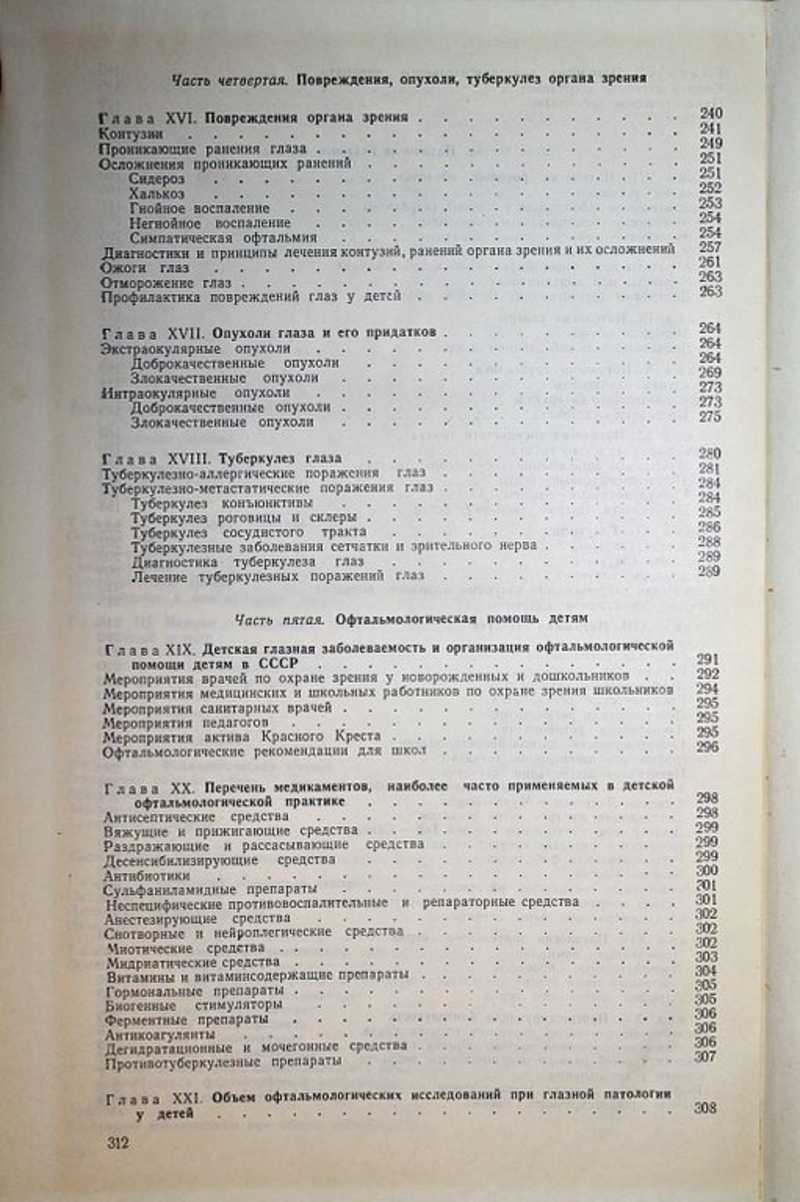 Часть четвертая. Повреждения, опухоли, туберкулез органа зрения
Глава XVI. Повреждения органа зрения . . . . . . . . . . . 240
Контузии . . . . . . . . . . . . . . . . . . . . 241
Проникающие ранения глаза . . . . . . . . . . . . . . . 249
Осложнения проникающих ранений . . . . . . . . . . . . . 251
Сидероз . . . . . . . . . . . . . . . . . . . 251
Халькоз . . . . . . . . . . . . . . . . . . . 252
Гнойное воспаление . . . . . . . . . . . . . . . . 253
Негнойное воспаление . . . . . . . . . . . . . . . 254
Симпатическая офтальмия . . . . . . . . . . . . . . 254
Диагностики и принципы лечения контузий, ранений органа зрения и их осложнений 257
Ожоги глаз . . . . . . . . . . . . . . . . . . . 261
Отморожение глаз . . . . . . . . . . . . . . . . . . 263
Профилактика повреждений глаз у детей . . . . . . . . . . . 263
Глава XVII. Опухоли глаза и его придатков . . . . . . . . . . 264
Экстраокулярные опухоли . . . . . . . . . . . . . . . 264
Доброкачественные опухоли . . . . . . . . . . . . . 264
Злокачественные опухоли . . . . . . . . . . . . . . 269
Интраокулярные опухоли . . . . . . . . . . . . . . . 273
Доброкачественные опухоли . . . . . . . . . . . . . . 273
Злокачественные опухоли . . . . . . . . . . . . . . 275
Глава XVIII. Туберкулез глаза . . . . . . . . . . . . . 280
Туберкулезно-аллергические поражения глаз . . . . . . . . . . 281
Туберкулезно-метастатические поражения глаз . . . . . . . . . . 284
Туберкулез конъюнктивы . . . . . . . . . . . . . . 284
Туберкулез роговицы и склеры . . . . . . . . . . . . . 285
Туберкулез сосудистого тракта . . . . . . . . . . . . 286
Туберкулезные заболевания сетчатки и зрительного нерва . . . . . . 288
Диагностика туберкулеза глаз . . . . . . . . . . . . 289
Лечение туберкулезных поражений глаз . . . . . . . . . . 289
Часть пятая. Офтальмологическая помощь детям
Глава XIX. Детская глазная заболеваемость и организация офтальмологической
помощи детям в СССР . . . . . . . . . . . . . . . 291
Мероприятия врачей по охране зрения у новорожденных и дошкольников . . 292
Мероприятия медицинских и школьных работников по охране зрения школьников 294
Мероприятия санитарных врачей . . . . . . . . . . . . . . 295
Мероприятия педагогов . . . . . . . . . . . . . . . . 295
Мероприятия актива Красного Креста . . . . . . . . . . . . 295
Офтальмологические рекомендации для школ . . . . . . . . . . 296
Глава XX. Перечень медикаментов, наиболее часто применяемых в детской
офтальмологической практике . . . . . . . . . . . . . 298
Антисептические средства . . . . . . . . . . . . . . . 298
Вяжущие и прижигающие средства . . . . . . . . . . . . . 299
Раздражающие и рассасывающие средства . . . . . . . . . . 299
Десенсибилизирующие средства . . . . . . . . . . . . . 299
Антибиотики . . . . . . . . . . . . . . . . . . . 300
Сульфаниламидные препараты . . . . . . . . . . . . . . 301
Неспецифические противовоспалительные и репараторные средства . . . . 301
Анестезирующие средства . . . . . . . . . . . . . . . 302
Снотворные и нейроплегические средства . . . . . . . . . . . 302
Миотические средства . . . . . . . . . . . . . . . . 302
Мидриатические средства . . . . . . . . . . . . . . . . 303
Витамины и витаминсодержащие препараты . . . . . . . . . . . 304
Гормональные препараты . . . . . . . . . . . . . . . . 305
Биогенные стимуляторы . . . . . . . . . . . . . . . 305
Ферментные препараты . . . . . . . . . . . . . . . . 306
Антикоагулянты . . . . . . . . . . . . . . . . . . 306
Дегидратационные и мочегонные средства . . . . . . . . . . . 306
Противотуберкулезные препараты . . . . . . . . . . . . . 307
Глава XXI. Объем офтальмологических исследований при глазной патологии
у детей . . . . . . . . . . . . . . . . . . . 308
312